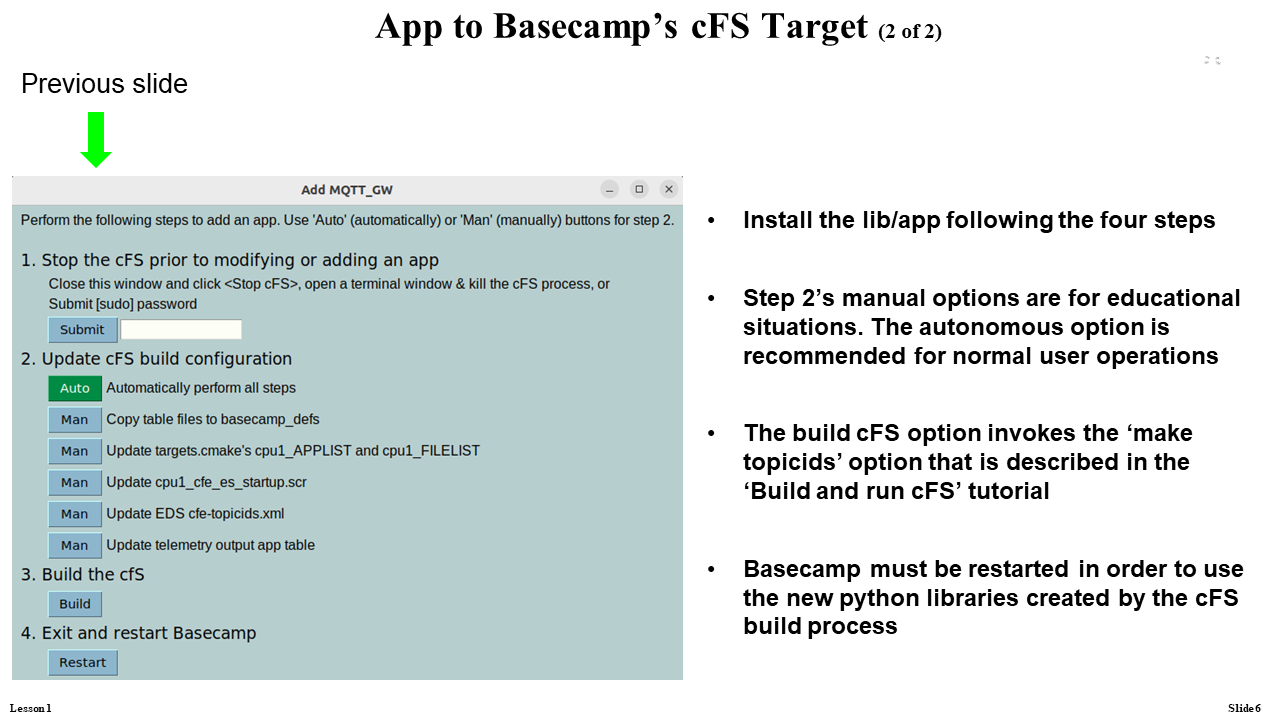 App to Basecamp’s cFS Target (2 of 2)
Previous slide
Add MQTT_GW
Perform the following steps to add an app. Use 'Auto' (automatically) or 'Man' (manually) buttons for step 2.
1. Stop the cFS prior to modifying or adding an app
Close this window and click <Stop cFS>, open a terminal window & kill the cFS process, or
Submit [sudo] password
Submit
2. Update cFS build configuration
Auto Automatically perform all steps
Man Copy table files to basecamp_defs
Man Update targets.cmake's cpu1_APPLIST and cpu1_FILELIST
Man Update cpu1_cfe_es_startup.scr
Man Update EDS cfe-topicids.xml
Man Update telemetry output app table
3. Build the cfS
Build
4. Exit and restart Basecamp
Restart
• Install the lib/app following the four steps
• Step 2’s manual options are for educational
situations. The autonomous option is
recommended for normal user operations
• The build cFS option invokes the ‘make
topicids’ option that is described in the
‘Build and run cFS’ tutorial
• Basecamp must be restarted in order to use
the new python libraries created by the cFS
build process
Lesson 1
Slide 6